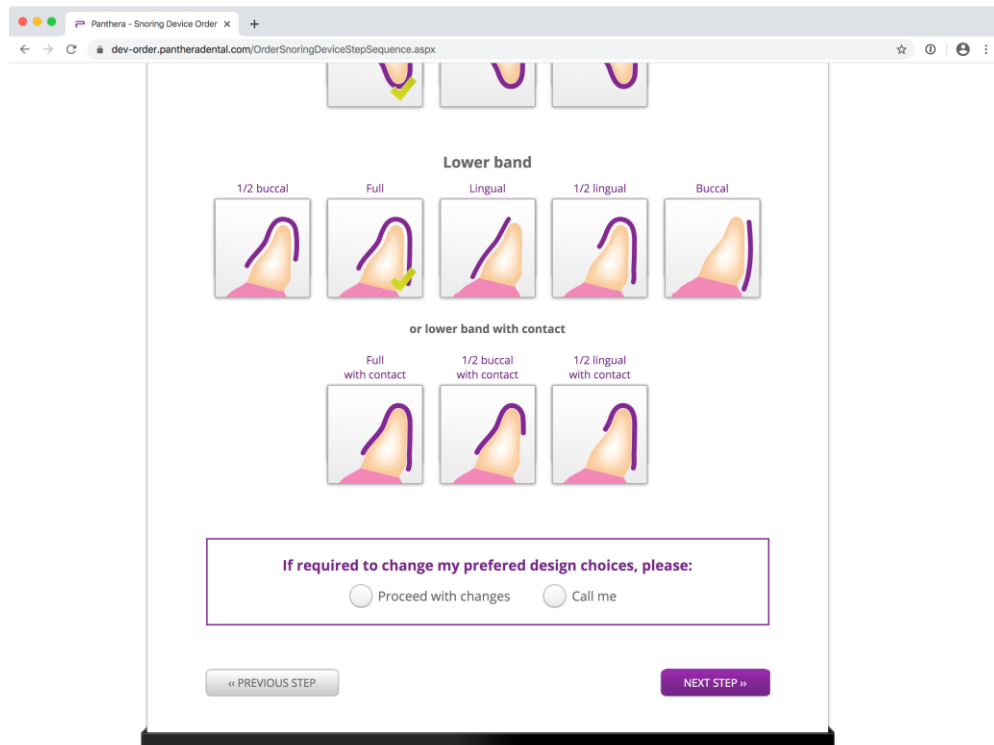 Panthera - Snoring Device Order
dev-order.pantheradental.com/OrderSnoringDeviceStepSequence.aspx
Lower band
1/2 buccal Full Lingual 1/2 lingual Buccal
or lower band with contact
Full 1/2 buccal 1/2 lingual
with contact with contact with contact
If required to change my prefered design choices, please:
Proceed with changes Call me
‹‹ PREVIOUS STEP NEXT STEP ››